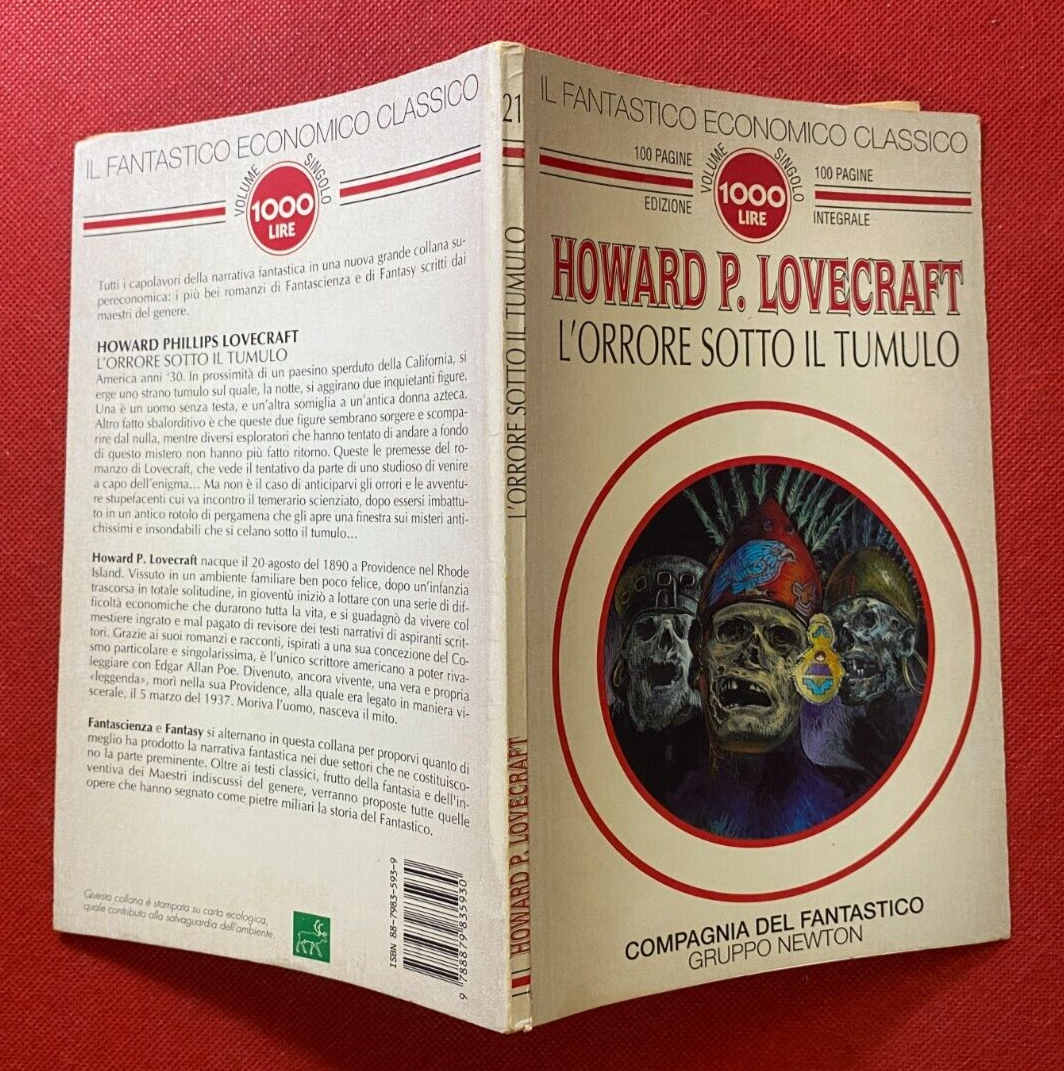 IL FANTASTICO ECONOMICO CLASSICO
VOLUME SINGOLO
1000
LIRE
Tutti i capolavori della narrativa fantastica in una nuova grande collana su-
pereconomica: i più bei romanzi di Fantascienza e di Fantasy scritti dai
maestri del genere.
HOWARD PHILLIPS LOVECRAFT
L'ORRORE SOTTO IL TUMULO
America anni '30. In prossimità di un paesino sperduto della California, si
erge uno strano tumulo sul quale, la notte, si aggirano due inquietanti figure.
Una è un uomo senza testa, e un'altra somiglia a un'antica donna azteca.
Altro fatto sbalorditivo è che queste due figure sembrano sorgere e scompa-
rire dal nulla, mentre diversi esploratori che hanno tentato di andare a fondo
di questo mistero non hanno più fatto ritorno. Queste le premesse del ro-
manzo di Lovecraft, che vede il tentativo da parte di uno studioso di venire
a capo dell'enigma... Ma non è il caso di anticiparvi gli orrori e le avventu-
re stupefacenti cui va incontro il temerario scienziato, dopo essersi imbattu-
to in un antico rotolo di pergamena che gli apre una finestra sui misteri anti-
chissimi e insondabili che si celano sotto il tumulo...
Howard P. Lovecraft nacque il 20 agosto del 1890 a Providence nel Rhode
Island. Vissuto in un ambiente familiare ben poco felice, dopo un'infanzia
trascorsa in totale solitudine, in gioventù iniziò a lottare con una serie di dif-
ficoltà economiche che durarono tutta la vita, e si guadagnò da vivere col
mestiere ingrato e mal pagato di revisore dei testi narrativi di aspiranti scrit-
tori. Grazie ai suoi romanzi e racconti, ispirati a una sua concezione del Co-
smo particolare e singolarissima, è l'unico scrittore americano a poter riva-
leggiare con Edgar Allan Poe. Divenuto, ancora vivente, una vera e propria
«leggenda», morì nella sua Providence, alla quale era legato in maniera vi-
scerale, il 5 marzo del 1937. Moriva l'uomo, nasceva il mito.
Fantascienza e Fantasy si alternano in questa collana per proporvi quanto di
meglio ha prodotto la narrativa fantastica nei due settori che ne costituisco-
no la parte preminente. Oltre ai testi classici, frutto della fantasia e dell'in-
ventiva dei Maestri indiscussi del genere, verranno proposte tutte quelle
opere che hanno segnato come pietre miliari la storia del Fantastico.
Questa collana è stampata su carta ecologica,
quale contributo alla salvaguardia dell'ambiente.
ISBN 88-7983-593-9
9 788879 835930
21
L'ORRORE SOTTO IL TUMULO
HOWARD P. LOVECRAFT
IL FANTASTICO ECONOMICO CLASSICO
100 PAGINE
EDIZIONE
VOLUME SINGOLO
1000
LIRE
100 PAGINE
INTEGRALE
HOWARD P. LOVECRAFT
L'ORRORE SOTTO IL TUMULO
COMPAGNIA DEL FANTASTICO
GRUPPO NEWTON